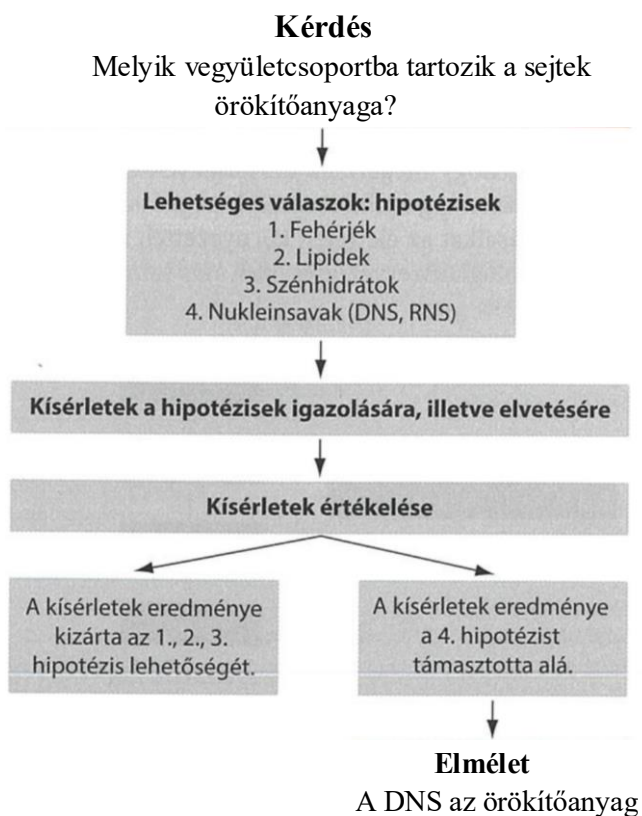 Kérdés
Melyik vegyületcsoportba tartozik a sejtek
örökítőanyaga?
Lehetséges válaszok: hipotézisek
1. Fehérjék
2. Lipidek
3. Szénhidrátok
4. Nukleinsavak (DNS, RNS)
Kísérletek a hipotézisek igazolására, illetve elvetésére
Kísérletek értékelése
A kísérletek eredménye
kizárta az 1., 2., 3.
hipotézis lehetőségét.
A kísérletek eredménye
a 4. hipotézist
támasztotta alá.
Elmélet
A DNS az örökítőanyag